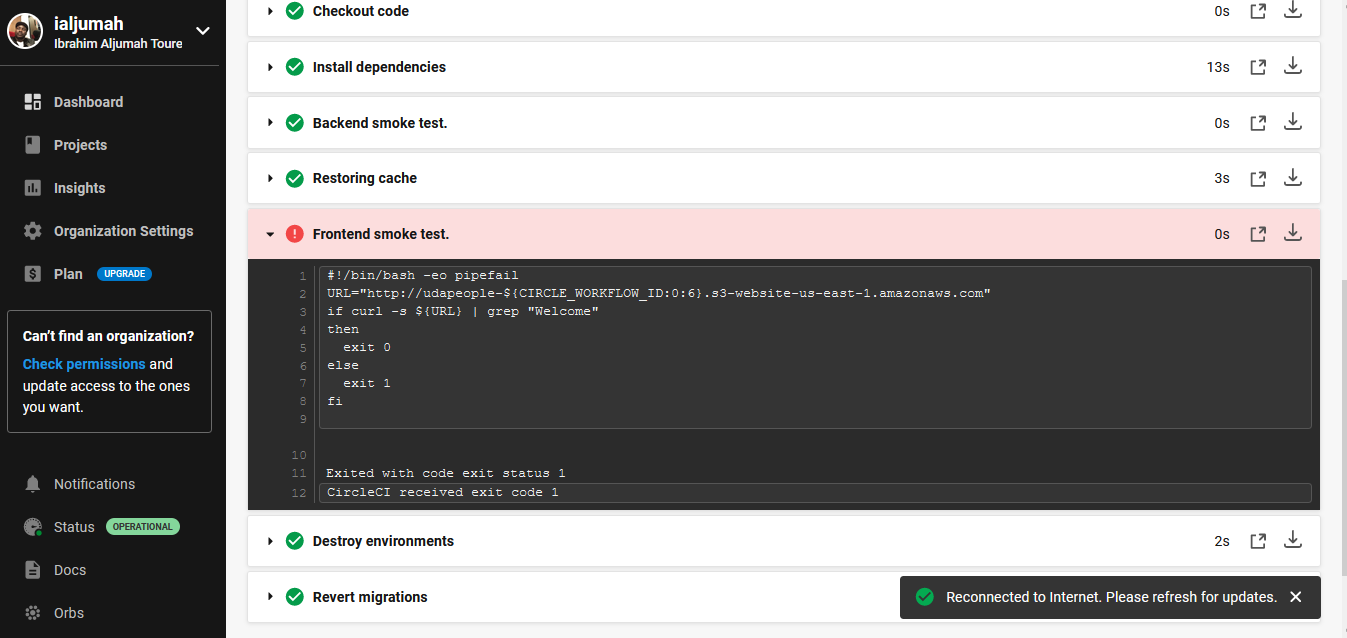 ialjumah
Ibrahim Aljumah Toure
Dashboard
Projects
Insights
Organization Settings
Plan UPGRADE
Can't find an organization?
Check permissions and
update access to the ones
you want.
Notifications
Status OPERATIONAL
Docs
Orbs
Checkout code 0s
Install dependencies 13s
Backend smoke test. 0s
Restoring cache 3s
Frontend smoke test. 0s
1 #!/bin/bash -eo pipefail
2 URL="http://udapeople-${CIRCLE_WORKFLOW_ID:0:6}.s3-website-us-east-1.amazonaws.com"
3 if curl -s ${URL} | grep "Welcome"
4 then
5 exit 0
6 else
7 exit 1
8 fi
9
10
11 Exited with code exit status 1
12 CircleCI received exit code 1
Destroy environments 2s
Revert migrations
Reconnected to Internet. Please refresh for updates.